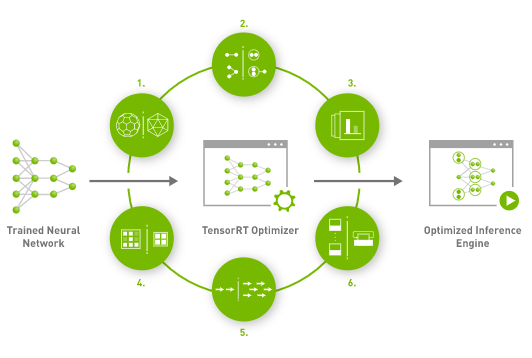 2.
1.
3.
Trained Neural
Network
TensorRT Optimizer
Optimized Inference
Engine
4.
6.
5.